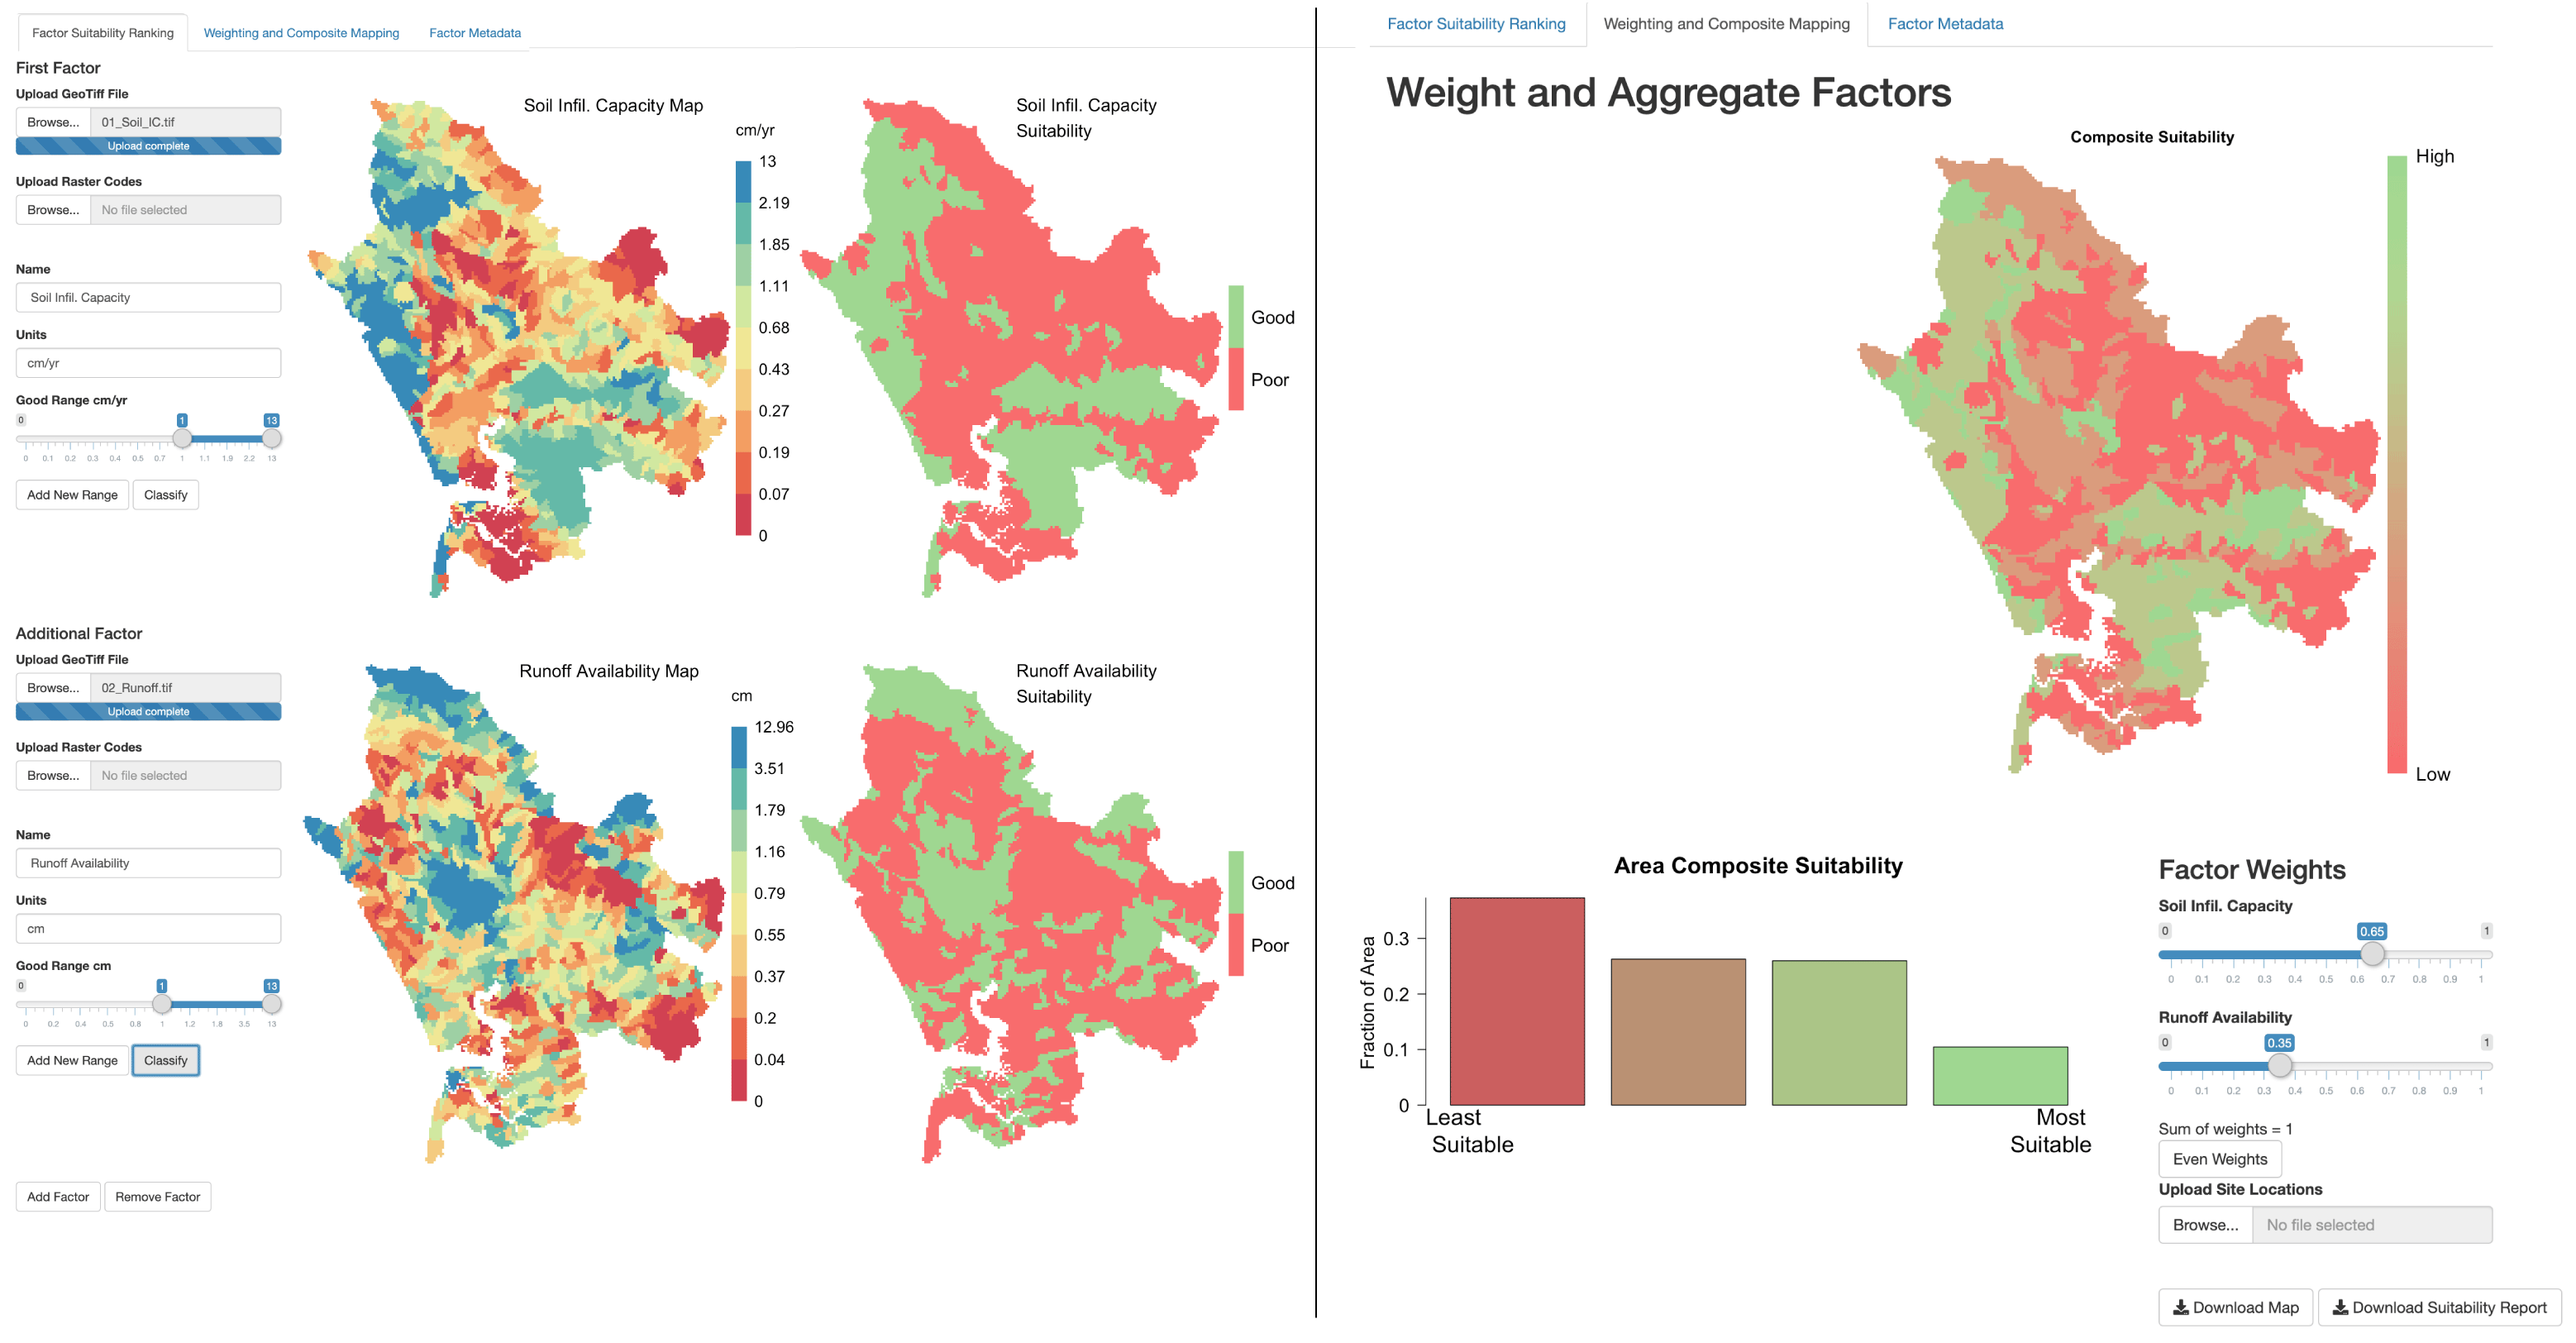 Factor Suitability Ranking
Weighting and Composite Mapping
Factor Metadata
First Factor
Upload GeoTiff File
Browse...
01_Soil_IC.tif
Upload complete
Upload Raster Codes
Browse...
No file selected
Name
Soil Infil. Capacity
Units
cm/yr
Good Range cm/yr
0
1
13
0 0.1 0.2 0.3 0.4 0.5 0.7 1 1.1 1.9 2.2 13
Add New Range
Classify
Soil Infil. Capacity Map
cm/yr
13
2.19
1.85
1.11
0.68
0.43
0.27
0.19
0.07
0
Soil Infil. Capacity
Suitability
Good
Poor
Additional Factor
Upload GeoTiff File
Browse...
02_Runoff.tif
Upload complete
Upload Raster Codes
Browse...
No file selected
Name
Runoff Availability
Units
cm
Good Range cm
0
1
13
0 0.2 0.4 0.5 0.8 1 1.2 1.8 3.5 13
Add New Range
Classify
Runoff Availability Map
cm
12.96
3.51
1.79
1.16
0.79
0.55
0.37
0.2
0.04
0
Runoff Availability
Suitability
Good
Poor
Add Factor
Remove Factor
Factor Suitability Ranking
Weighting and Composite Mapping
Factor Metadata
Weight and Aggregate Factors
Composite Suitability
High
Low
Area Composite Suitability
Fraction of Area
0.3
0.2
0.1
0
Least
Suitable
Most
Suitable
Factor Weights
Soil Infil. Capacity
0
0.65
1
0 0.1 0.2 0.3 0.4 0.5 0.6 0.7 0.8 0.9 1
Runoff Availability
0
0.35
1
0 0.1 0.2 0.3 0.4 0.5 0.6 0.7 0.8 0.9 1
Sum of weights = 1
Even Weights
Upload Site Locations
Browse...
No file selected
Download Map
Download Suitability Report